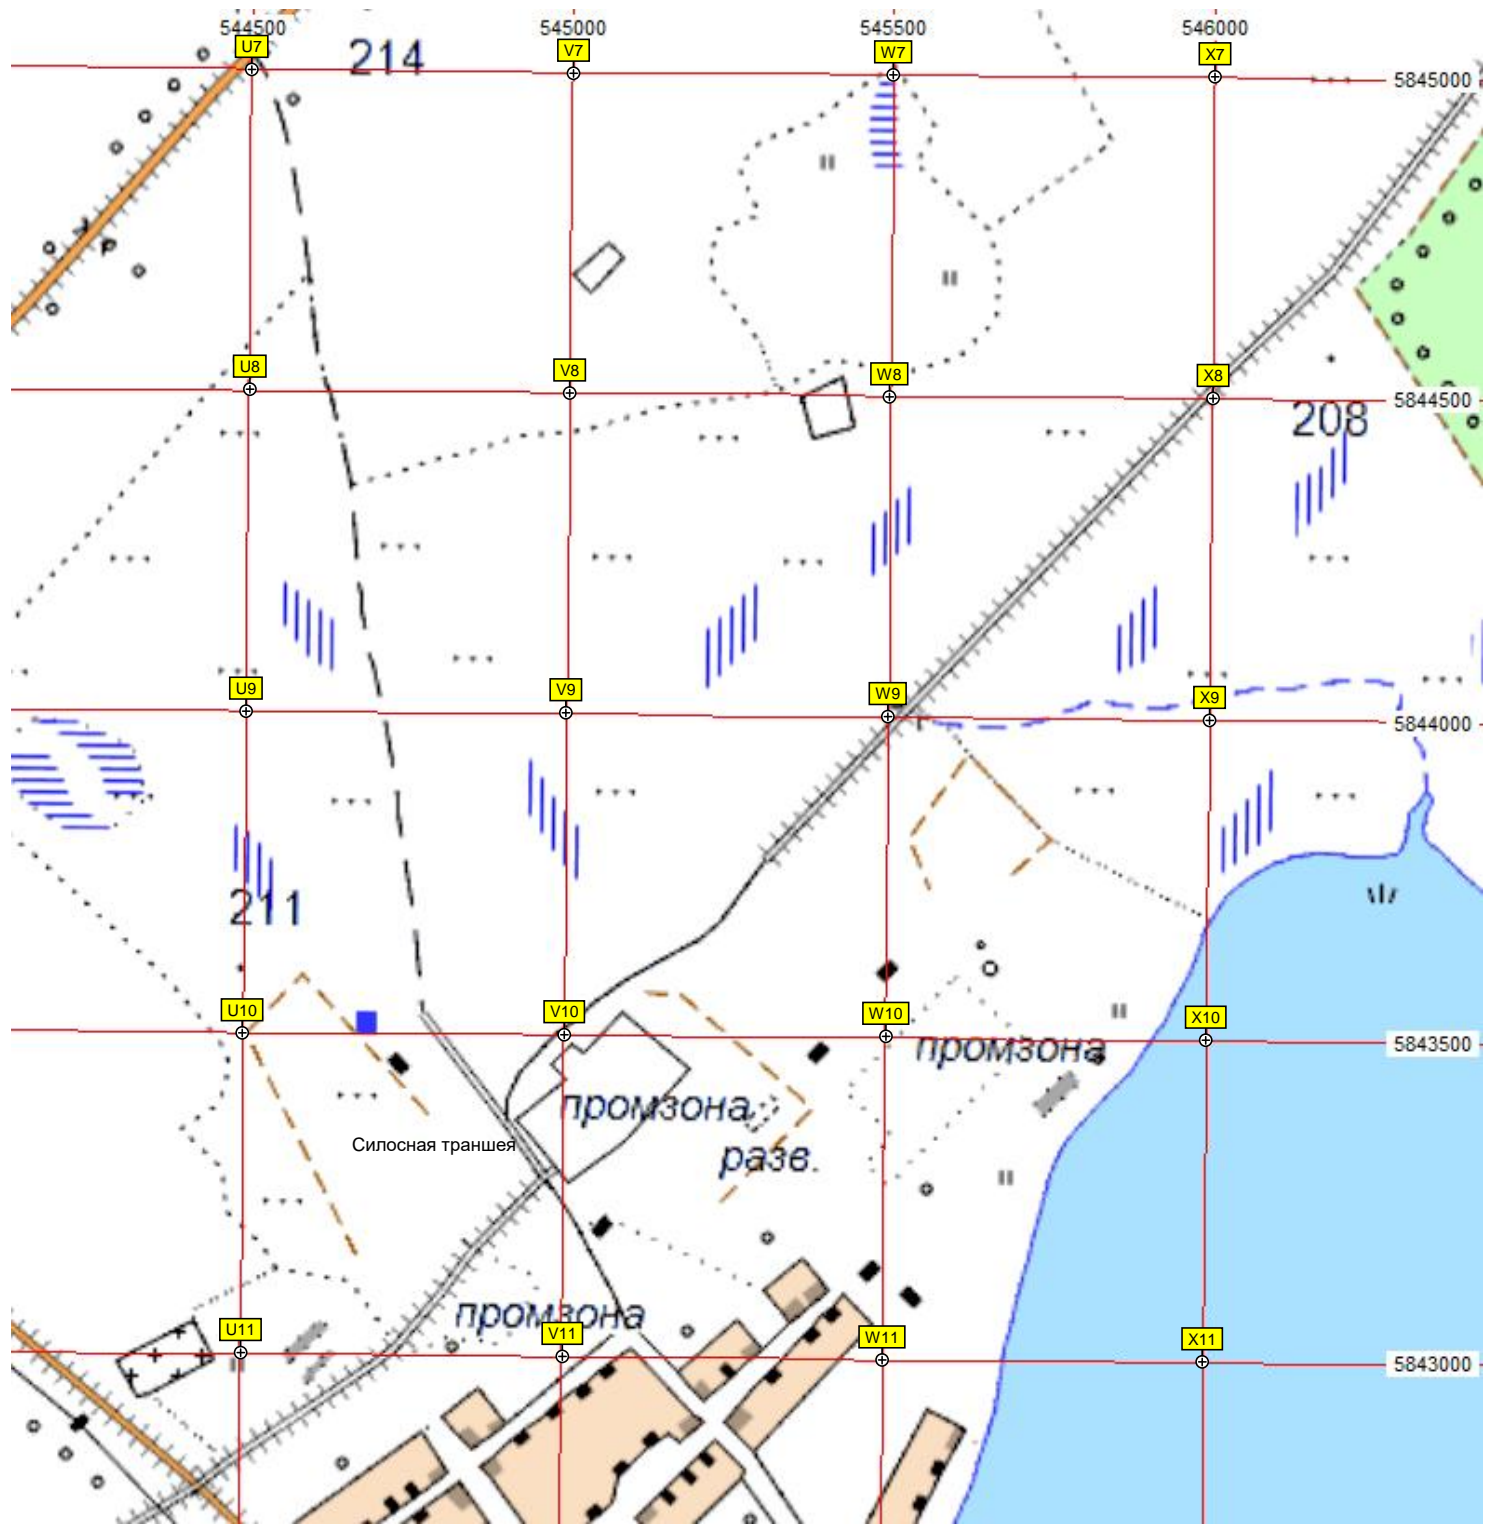 544500 545000 545500 546000
U7 V7 W7 X7
214
5845000
U8 V8 W8 X8
5844500
208
U9 V9 W9 X9
5844000
211
U10 V10 W10 X10
5843500
промзона
промзона
разв.
Силосная траншея
промзона
U11 V11 W11 X11
5843000